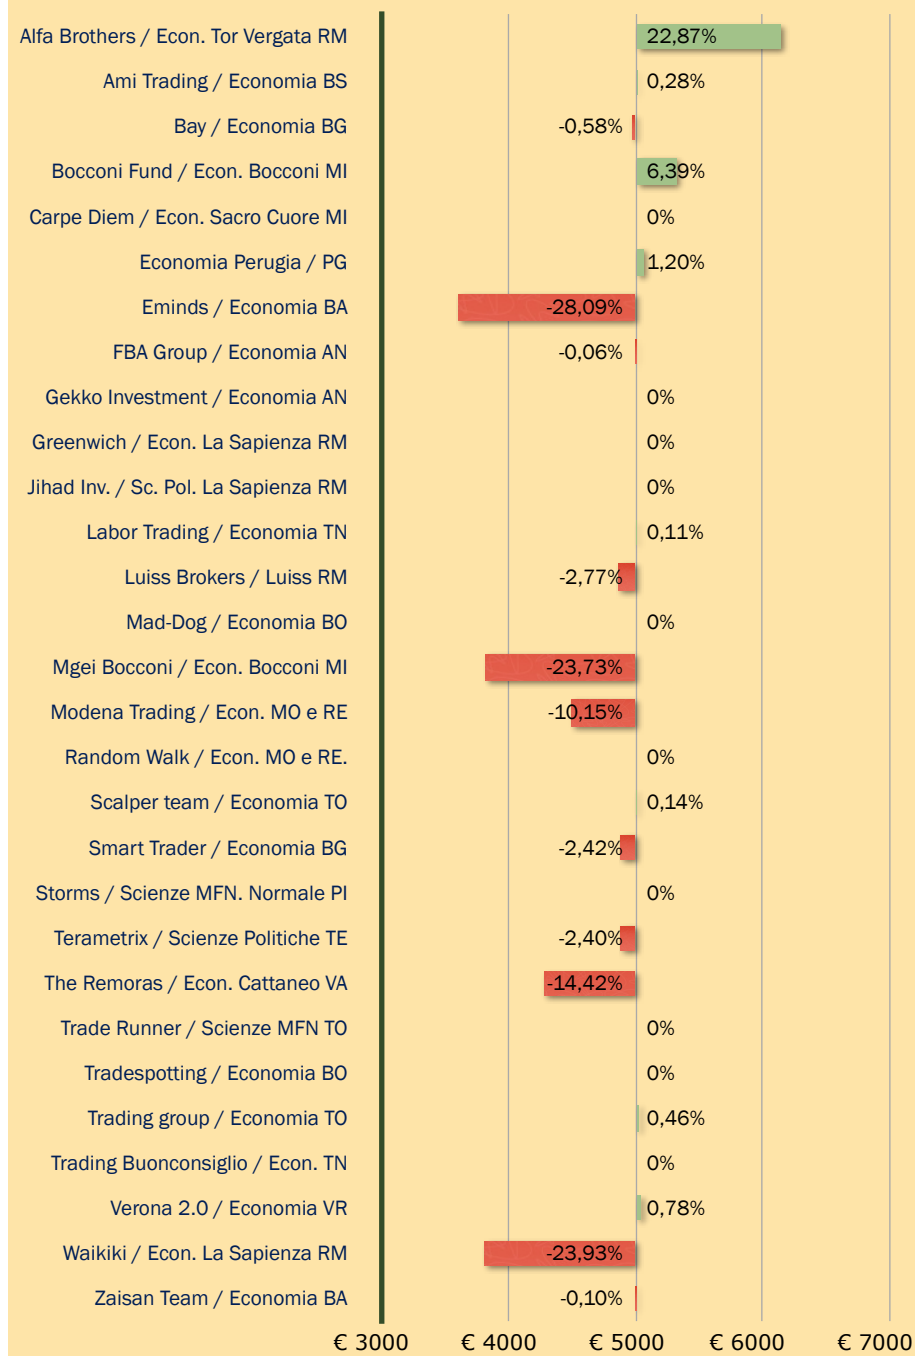 Alfa Brothers / Econ. Tor Vergata RM 22,87%
Ami Trading / Economia BS 0,28%
Bay / Economia BG -0,58%
Bocconi Fund / Econ. Bocconi MI 6,39%
Carpe Diem / Econ. Sacro Cuore MI 0%
Economia Perugia / PG 1,20%
Eminds / Economia BA -28,09%
FBA Group / Economia AN -0,06%
Gekko Investment / Economia AN 0%
Greenwich / Econ. La Sapienza RM 0%
Jihad Inv. / Sc. Pol. La Sapienza RM 0%
Labor Trading / Economia TN 0,11%
Luiss Brokers / Luiss RM -2,77%
Mad-Dog / Economia BO 0%
Mgei Bocconi / Econ. Bocconi MI -23,73%
Modena Trading / Econ. MO e RE -10,15%
Random Walk / Econ. MO e RE. 0%
Scalper team / Economia TO 0,14%
Smart Trader / Economia BG -2,42%
Storms / Scienze MFN. Normale PI 0%
Terametrix / Scienze Politiche TE -2,40%
The Remoras / Econ. Cattaneo VA -14,42%
Trade Runner / Scienze MFN TO 0%
Tradespotting / Economia BO 0%
Trading group / Economia TO 0,46%
Trading Buonconsiglio / Econ. TN 0%
Verona 2.0 / Economia VR 0,78%
Waikiki / Econ. La Sapienza RM -23,93%
Zaisan Team / Economia BA -0,10%
€ 3000 € 4000 € 5000 € 6000 € 7000